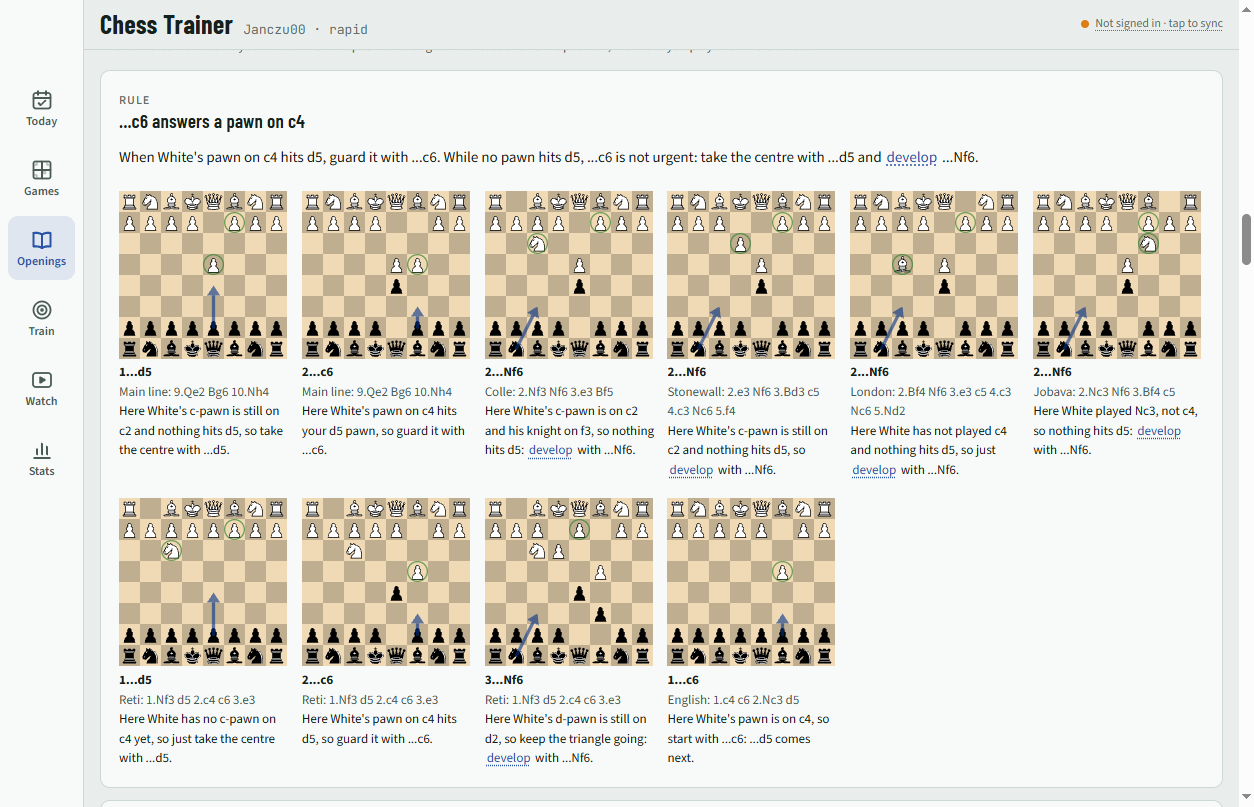 Chess Trainer Janczu00 · rapid
Not signed in · tap to sync
Today
Games
Openings
Train
Watch
Stats
RULE
...c6 answers a pawn on c4
When White's pawn on c4 hits d5, guard it with ...c6. While no pawn hits d5, ...c6 is not urgent: take the centre with ...d5 and develop ...Nf6.
1...d5
Main line: 9.Qe2 Bg6 10.Nh4
Here White's c-pawn is still on
c2 and nothing hits d5, so take
the centre with ...d5.
2...c6
Main line: 9.Qe2 Bg6 10.Nh4
Here White's pawn on c4 hits
your d5 pawn, so guard it with
...c6.
2...Nf6
Colle: 2.Nf3 Nf6 3.e3 Bf5
Here White's c-pawn is on c2
and his knight on f3, so nothing
hits d5: develop with ...Nf6.
2...Nf6
Stonewall: 2.e3 Nf6 3.Bd3 c5
4.c3 Nc6 5.f4
Here White's c-pawn is still on
c2 and nothing hits d5, so
develop with ...Nf6.
2...Nf6
London: 2.Bf4 Nf6 3.e3 c5 4.c3
Nc6 5.Nd2
Here White has not played c4
and nothing hits d5, so just
develop with ...Nf6.
2...Nf6
Jobava: 2.Nc3 Nf6 3.Bf4 c5
Here White played Nc3, not c4,
so nothing hits d5: develop
with ...Nf6.
1...d5
Reti: 1.Nf3 d5 2.c4 c6 3.e3
Here White has no c-pawn on
c4 yet, so just take the centre
with ...d5.
2...c6
Reti: 1.Nf3 d5 2.c4 c6 3.e3
Here White's pawn on c4 hits
d5, so guard it with ...c6.
3...Nf6
Reti: 1.Nf3 d5 2.c4 c6 3.e3
Here White's d-pawn is still on
d2, so keep the triangle going:
develop with ...Nf6.
1...c6
English: 1.c4 c6 2.Nc3 d5
Here White's pawn is on c4, so
start with ...c6: ...d5 comes
next.